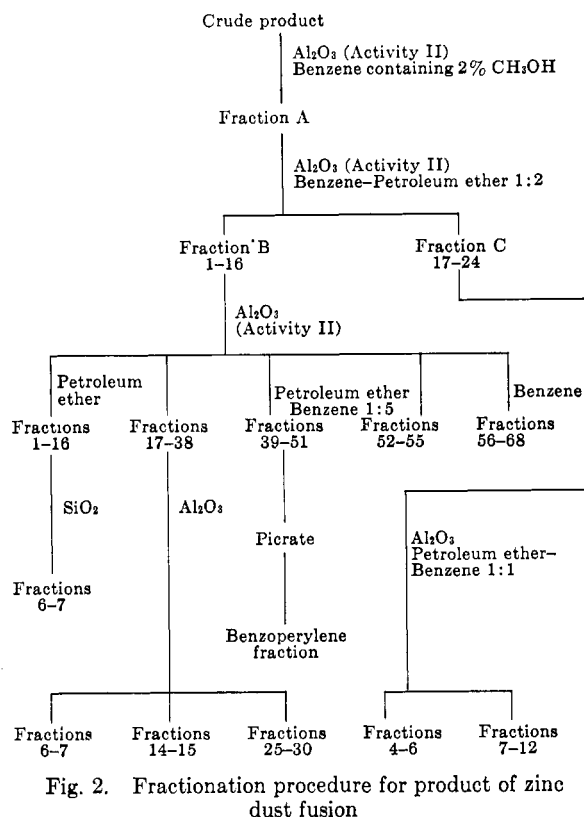 Crude product
Al₂O₃ (Activity II)
Benzene containing 2% CH₃OH
Fraction A
Al₂O₃ (Activity II)
Benzene–Petroleum ether 1:2
Fraction B
1–16
Fraction C
17–24
Al₂O₃
(Activity II)
Petroleum
ether
Petroleum ether
Benzene 1:5
Benzene
Fractions
1–16
Fractions
17–38
Fractions
39–51
Fractions
52–55
Fractions
56–68
SiO₂
Al₂O₃
Picrate
Al₂O₃
Petroleum ether–
Benzene 1:1
Fractions
6–7
Benzoperylene
fraction
Fractions
6–7
Fractions
14–15
Fractions
25–30
Fractions
4–6
Fractions
7–12
Fig. 2. Fractionation procedure for product of zinc
dust fusion